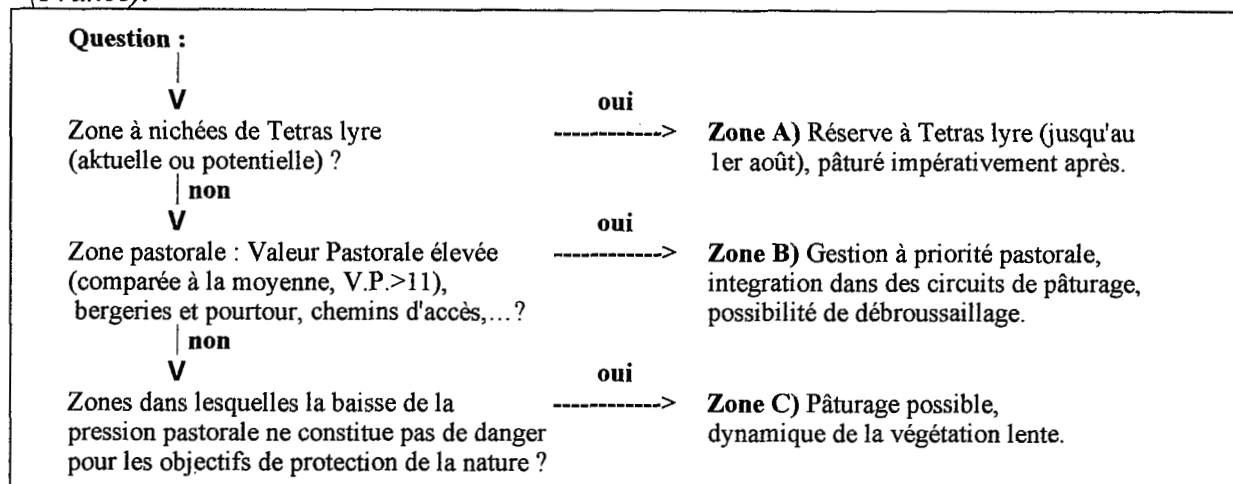 (France).
Question :
V
oui
Zone à nichées de Tetras lyre
------------> Zone A) Réserve à Tetras lyre (jusqu'au
(aktuelle ou potentielle) ?
1er août), pâturé impérativement après.
non
V
oui
Zone pastorale : Valeur Pastorale élevée
------------> Zone B) Gestion à priorité pastorale,
(comparée à la moyenne, V.P.>11),
integration dans des circuits de pâturage,
bergeries et pourtour, chemins d'accès,...?
possibilité de débroussaillage.
non
V
oui
Zones dans lesquelles la baisse de la
------------> Zone C) Pâturage possible,
pression pastorale ne constitue pas de danger
dynamique de la végétation lente.
pour les objectifs de protection de la nature ?